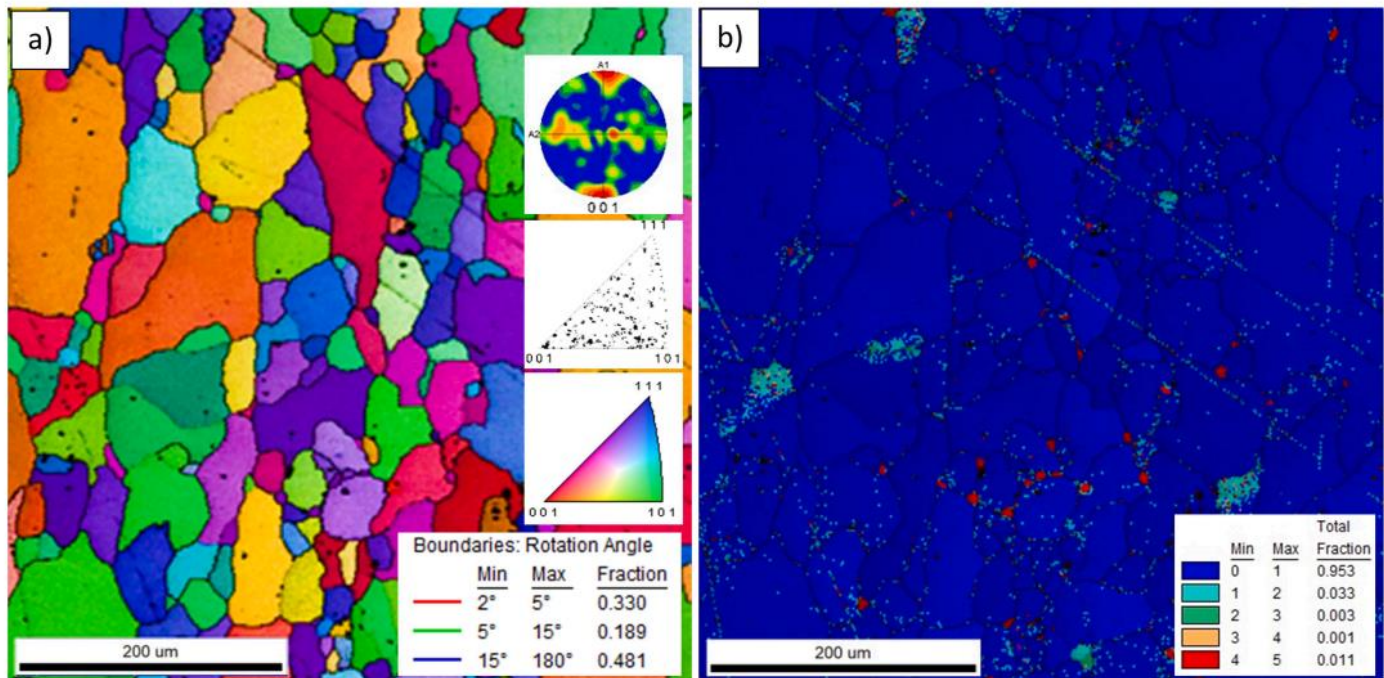 a)
A1
A2
0 0 1
1 1 1
0 0 1
1 0 1
1 1 1
0 0 1
1 0 1
Boundaries: Rotation Angle
Min Max Fraction
2° 5° 0.330
5° 15° 0.189
15° 180° 0.481
200 um
b)
Total
Min Max Fraction
0 1 0.953
1 2 0.033
2 3 0.003
3 4 0.001
4 5 0.011
200 um